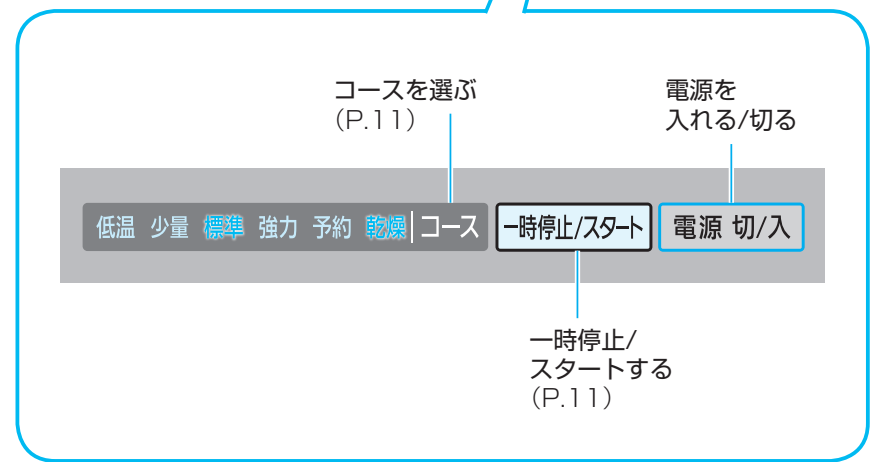 コースを選ぶ
（P.11）
電源を
入れる/切る
低温 少量 標準 強力 予約 乾燥 コース 一時停止/スタート 電源 切/入
一時停止/
スタートする
（P.11）